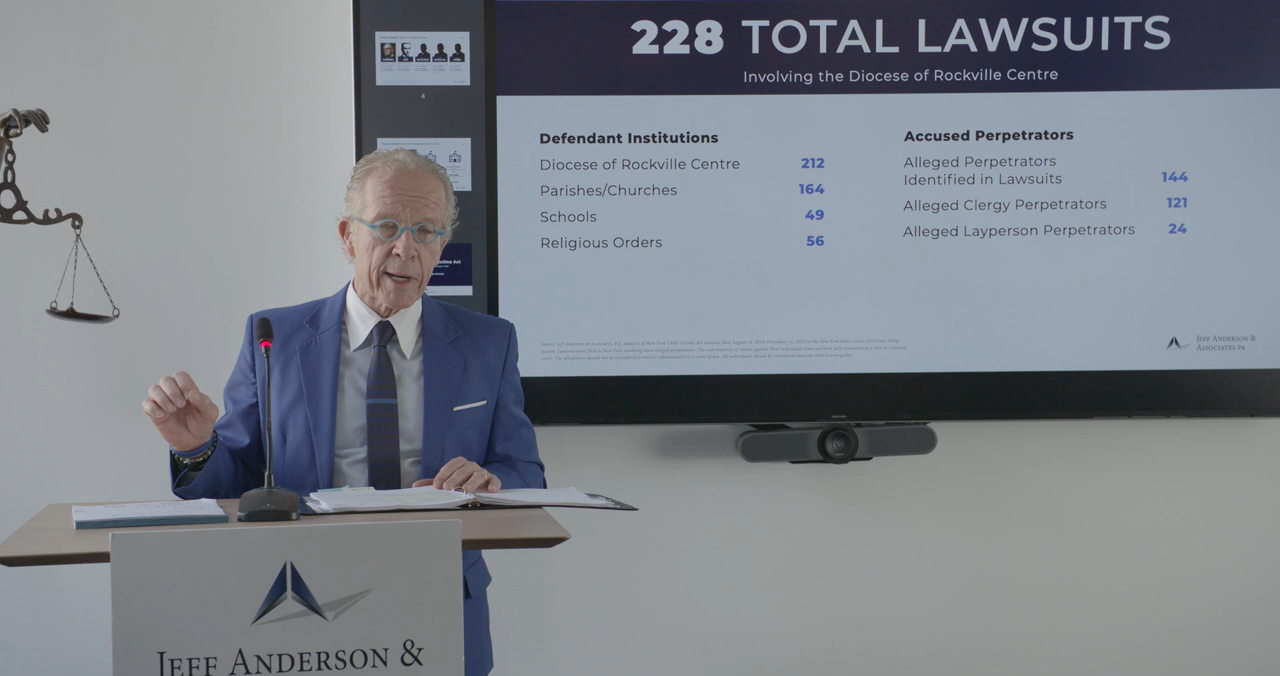 228 TOTAL LAWSUITS
Involving the Diocese of Rockville Centre
Defendant Institutions
Diocese of Rockville Centre 212
Parishes/Churches 164
Schools 49
Religious Orders 56
Accused Perpetrators
Alleged Perpetrators
Identified in Lawsuits 144
Alleged Clergy Perpetrators 121
Alleged Layperson Perpetrators 24
JEFF ANDERSON &
ASSOCIATES PA
4
JEFF ANDERSON &